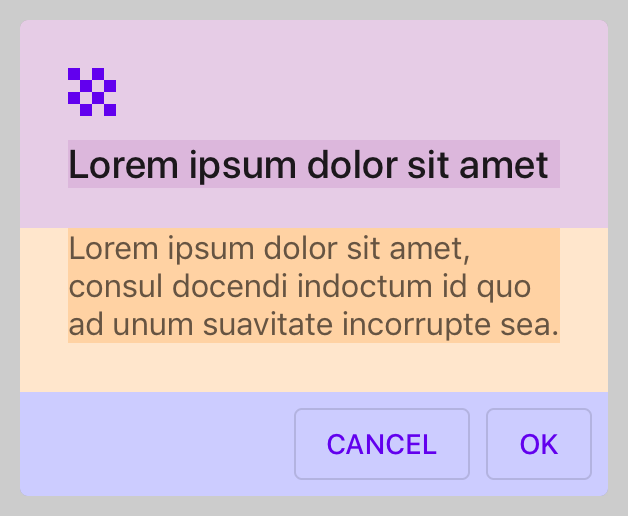 Lorem ipsum dolor sit amet
Lorem ipsum dolor sit amet,
consul docendi indoctum id quo
ad unum suavitate incorrupte sea.
CANCEL OK